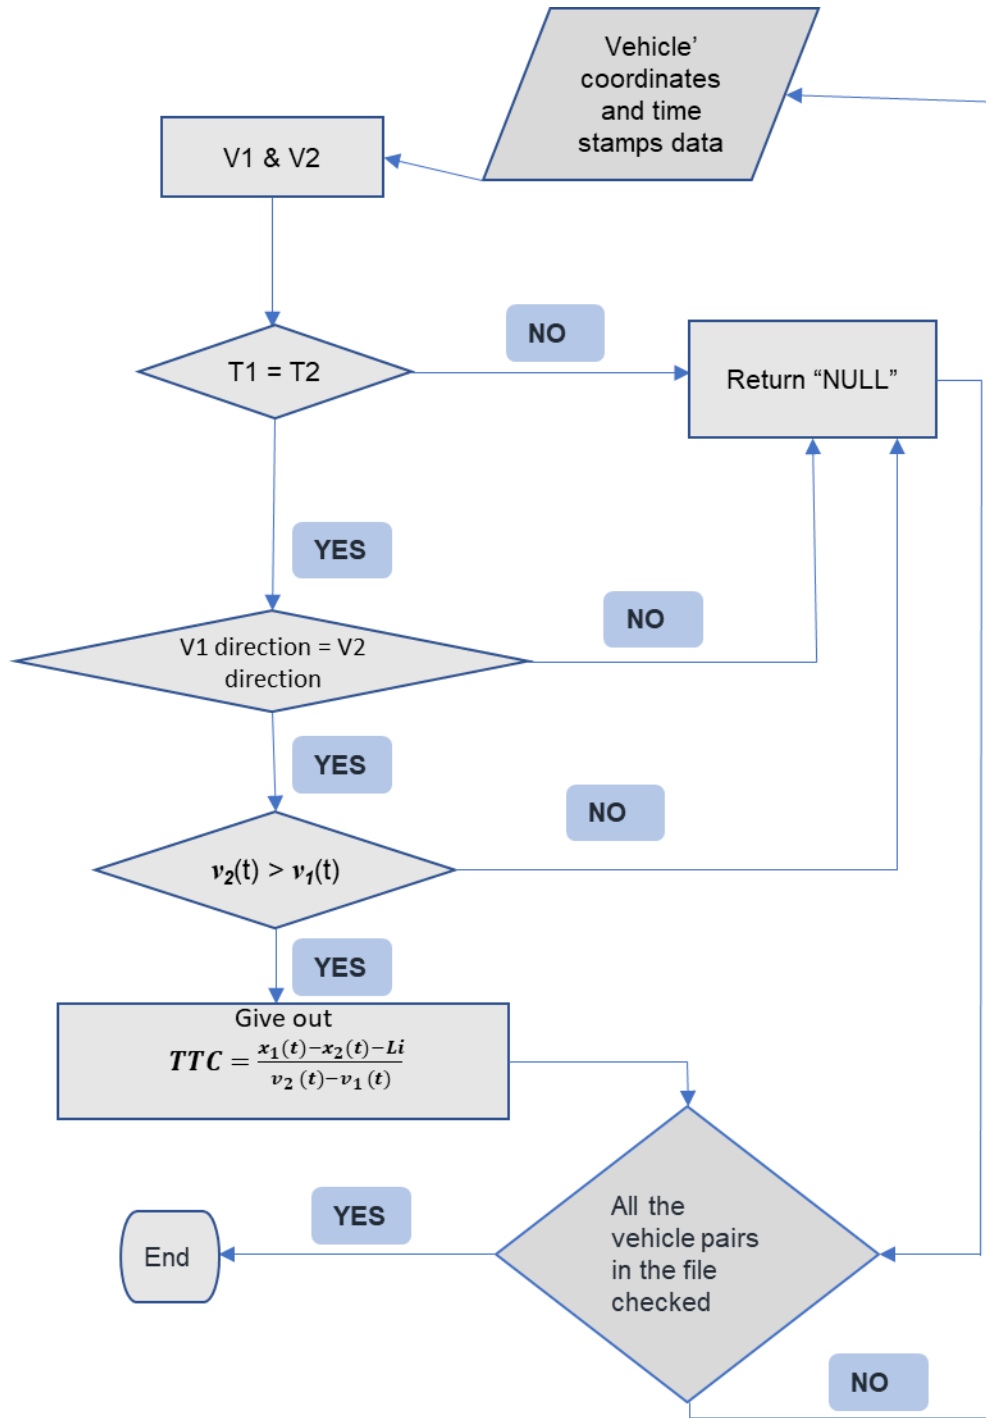 Vehicle’
coordinates
and time
stamps data
V1 & V2
T1 = T2
NO
Return “NULL”
YES
V1 direction = V2
direction
NO
YES
v₂(t) > v₁(t)
NO
YES
Give out
TTC = \frac{x₁(t)−x₂(t)−Li}{v₂(t)−v₁(t)}
All the
vehicle pairs
in the file
checked
YES
End
NO